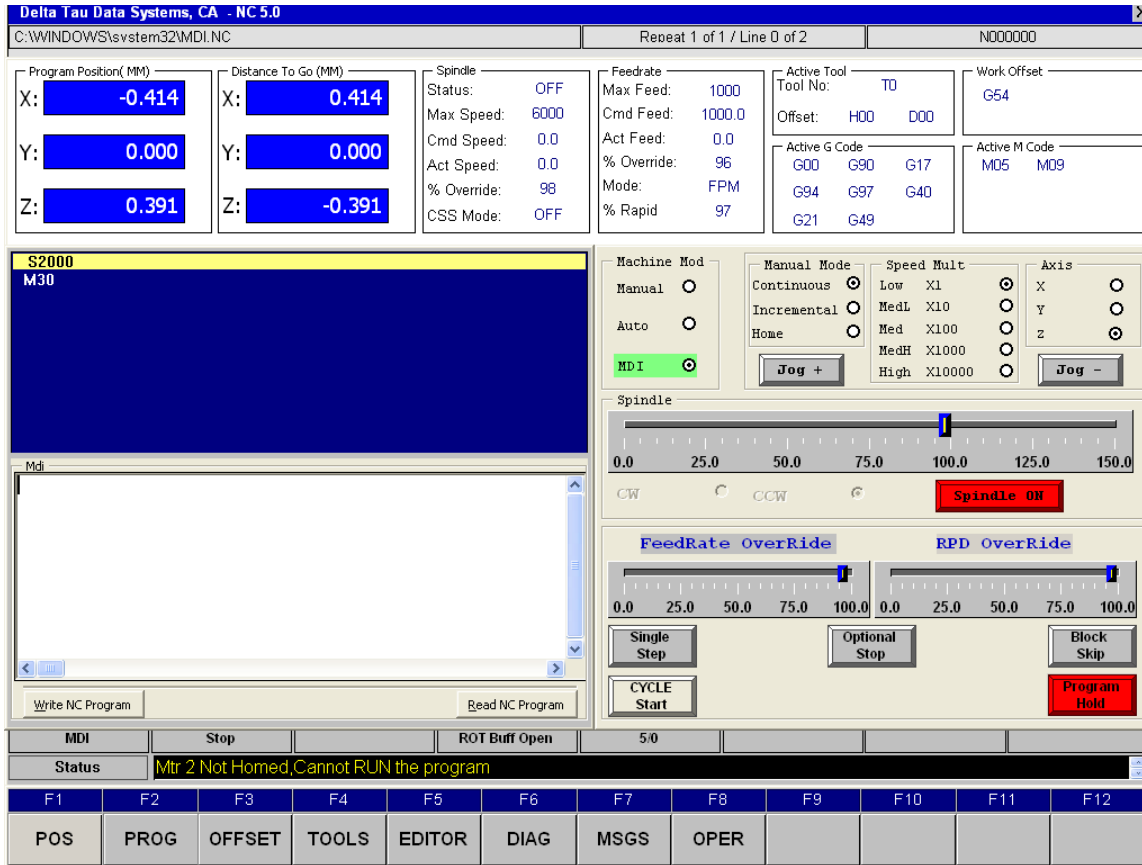 Delta Tau Data Systems, CA - NC 5.0
C:\WINDOWS\system32\MDI.NC
Repeat 1 of 1 / Line 0 of 2
N000000
Program Position( MM)
X: -0.414
Y: 0.000
Z: 0.391
Distance To Go (MM)
X: 0.414
Y: 0.000
Z: -0.391
Spindle
Status: OFF
Max Speed: 6000
Cmd Speed: 0.0
Act Speed: 0.0
% Override: 98
CSS Mode: OFF
Feedrate
Max Feed: 1000
Cmd Feed: 1000.0
Act Feed: 0.0
% Override: 96
Mode: FPM
% Rapid 97
Active Tool
Tool No: T0
Offset: H00 D00
Active G Code
G00 G90 G17
G94 G97 G40
G21 G49
Work Offset
G54
Active M Code
M05 M09
S2000
M30
Mdi
Write NC Program
Read NC Program
Machine Mod
Manual
Auto
MDI
Manual Mode
Continuous
Incremental
Home
Jog +
Speed Mult
Low X1
MedL X10
Med X100
MedH X1000
High X10000
Axis
X
Y
Z
Jog -
Spindle
0.0 25.0 50.0 75.0 100.0 125.0 150.0
CW CCW
Spindle ON
FeedRate OverRide
0.0 25.0 50.0 75.0 100.0
RPD OverRide
0.0 25.0 50.0 75.0 100.0
Single
Step
Optional
Stop
Block
Skip
CYCLE
Start
Program
Hold
MDI Stop ROT Buff Open 5/0
Status Mtr 2 Not Homed,Cannot RUN the program
F1 F2 F3 F4 F5 F6 F7 F8 F9 F10 F11 F12
POS PROG OFFSET TOOLS EDITOR DIAG MSGS OPER